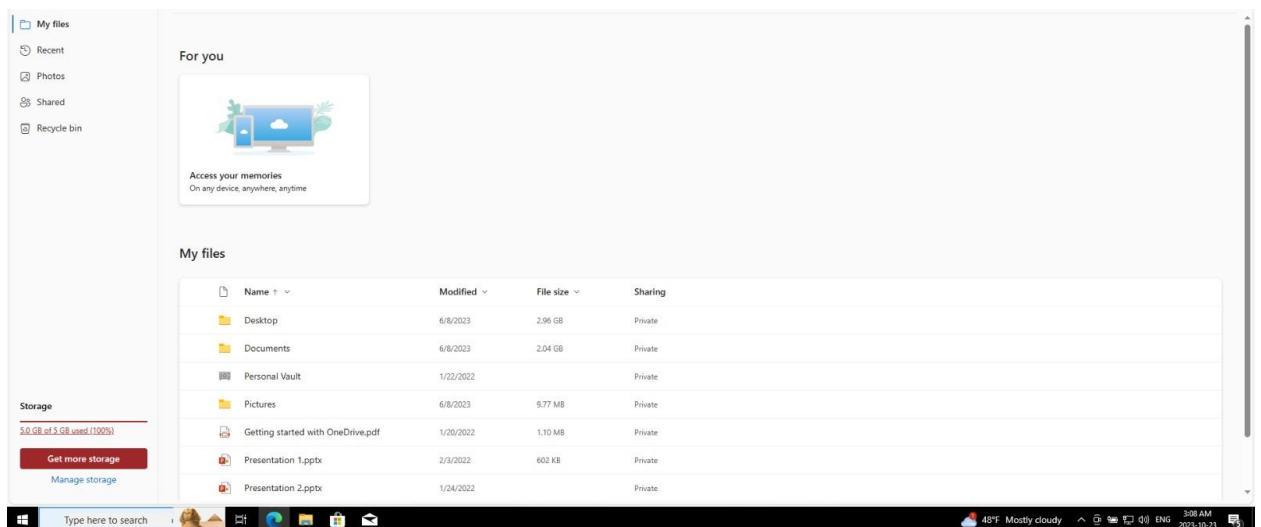 My files
Recent
Photos
Shared
Recycle bin
For you
Access your memories
On any device, anywhere, anytime
My files
Name Modified File size Sharing
Desktop 6/8/2023 2.96 GB Private
Documents 6/8/2023 2.04 GB Private
Personal Vault 1/22/2022 Private
Pictures 6/8/2023 9.77 MB Private
Getting started with OneDrive.pdf 1/20/2022 1.10 MB Private
Presentation 1.pptx 2/3/2022 602 KB Private
Presentation 2.pptx 1/24/2022 Private
Storage
5.0 GB of 5 GB used (100%)
Get more storage
Manage storage
Type here to search
48°F Mostly cloudy ENG 3:08 AM
2023-10-23